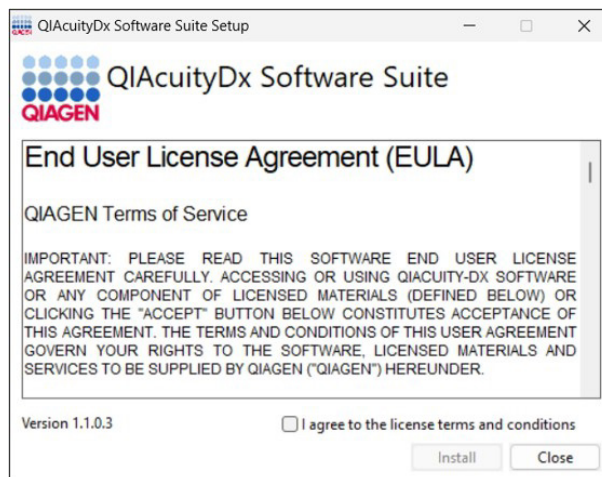 QIAcuityDx Software Suite Setup
QIAcuityDx Software Suite
QIAGEN
End User License Agreement (EULA)
QIAGEN Terms of Service
IMPORTANT: PLEASE READ THIS SOFTWARE END USER LICENSE
AGREEMENT CAREFULLY. ACCESSING OR USING QIACUITY-DX SOFTWARE
OR ANY COMPONENT OF LICENSED MATERIALS (DEFINED BELOW) OR
CLICKING THE "ACCEPT" BUTTON BELOW CONSTITUTES ACCEPTANCE OF
THIS AGREEMENT. THE TERMS AND CONDITIONS OF THIS USER AGREEMENT
GOVERN YOUR RIGHTS TO THE SOFTWARE, LICENSED MATERIALS AND
SERVICES TO BE SUPPLIED BY QIAGEN ("QIAGEN") HEREUNDER.
Version 1.1.0.3
I agree to the license terms and conditions
Install
Close